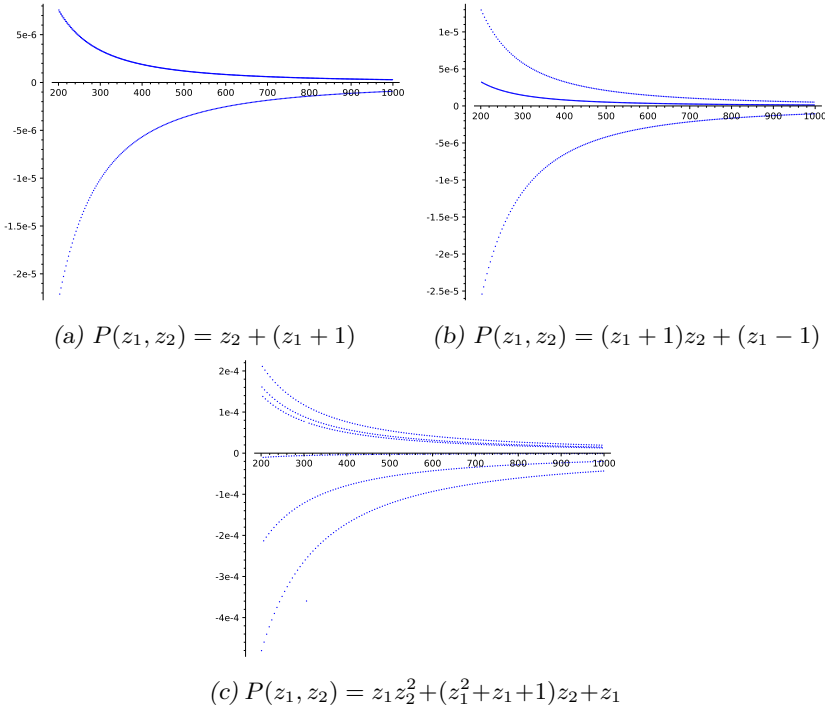 5e-6
0
200 300 400 500 600 700 800 900 1000
-5e-6
-1e-5
-1.5e-5
-2e-5
1e-5
5e-6
0
200 300 400 500 600 700 800 900 1000
-5e-6
-1e-5
-1.5e-5
-2e-5
-2.5e-5
(a) P(z₁, z₂) = z₂ + (z₁ + 1)
(b) P(z₁, z₂) = (z₁ + 1)z₂ + (z₁ − 1)
2e-4
1e-4
0
200 300 400 500 600 700 800 900 1000
-1e-4
-2e-4
-3e-4
-4e-4
(c) P(z₁, z₂) = z₁z₂²+(z₁²+z₁+1)z₂+z₁